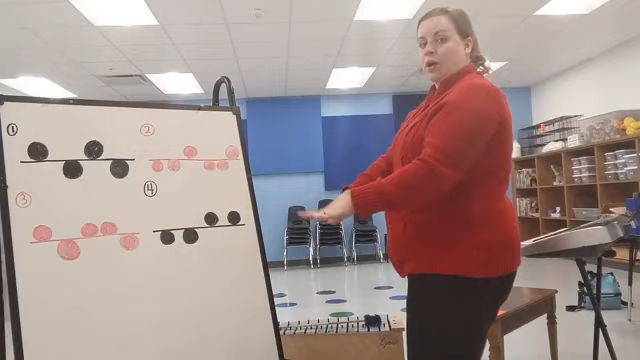 ① ②
③ ④